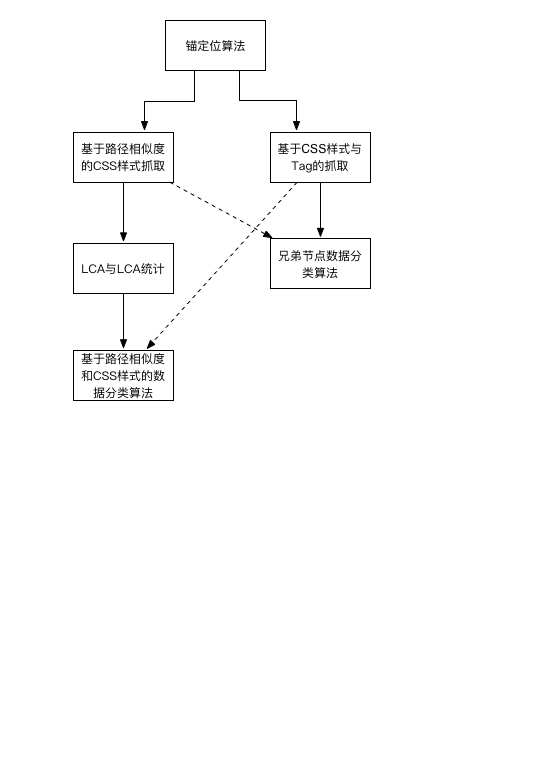 锚定位算法
基于路径相似度
的CSS样式抓取
基于CSS样式与
Tag的抓取
LCA与LCA统计
兄弟节点数据分
类算法
基于路径相似度
和CSS样式的数
据分类算法